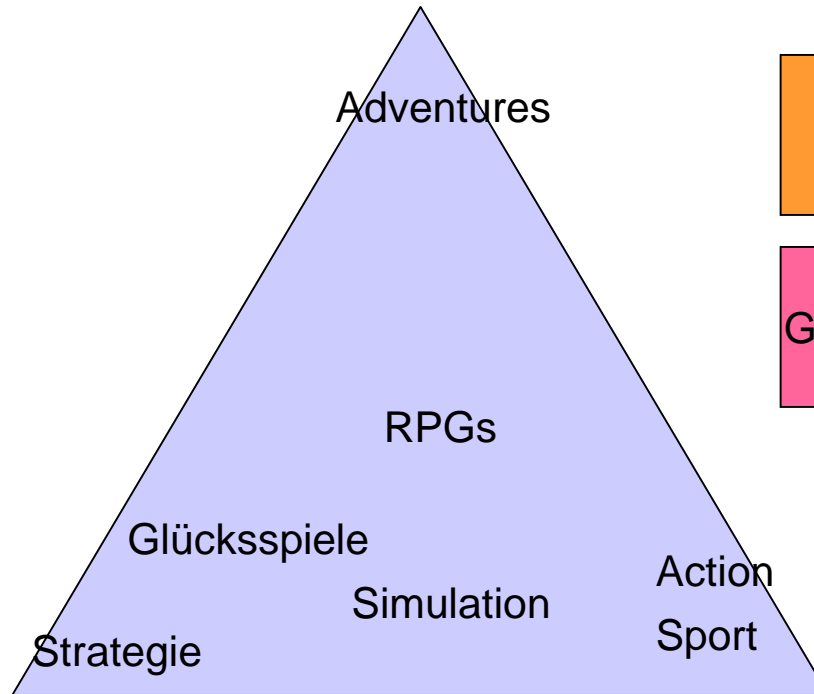 Adventures
G
RPGs
Glücksspiele
Action
Simulation
Sport
Strategie